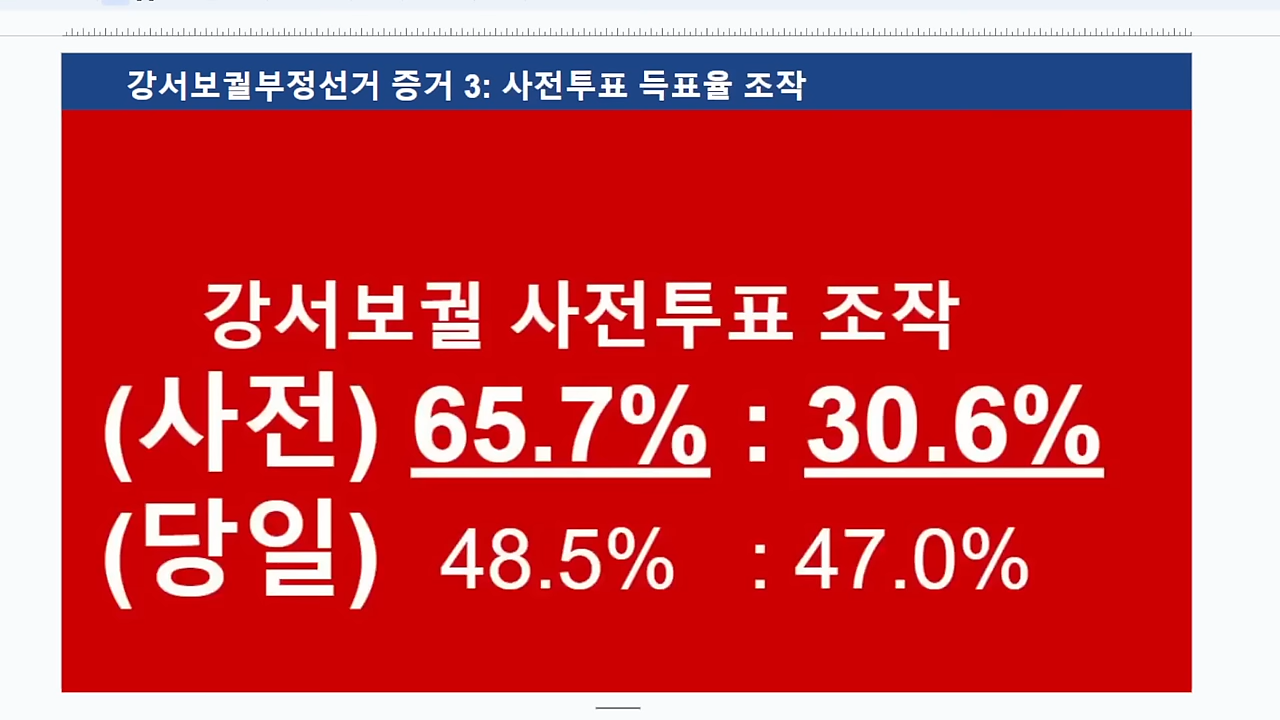 강서보궐부정선거 증거 3: 사전투표 득표율 조작
강서보궐 사전투표 조작
(사전) 65.7% : 30.6%
(당일) 48.5% : 47.0%